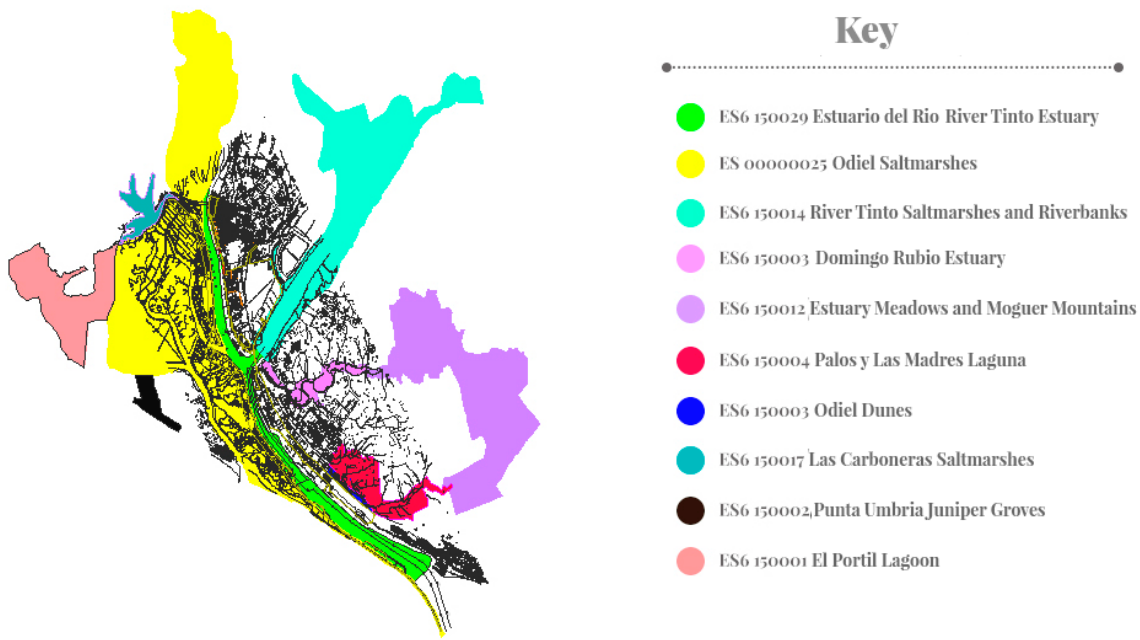 Key
ES6 150029 Estuario del Rio River Tinto Estuary
ES 00000025 Odiel Saltmarshes
ES6 150014 River Tinto Saltmarshes and Riverbanks
ES6 150003 Domingo Rubio Estuary
ES6 150012 Estuary Meadows and Moguer Mountains
ES6 150004 Palos y Las Madres Laguna
ES6 150003 Odiel Dunes
ES6 150017 Las Carboneras Saltmarshes
ES6 150002, Punta Umbria Juniper Groves
ES6 150001 El Portil Lagoon